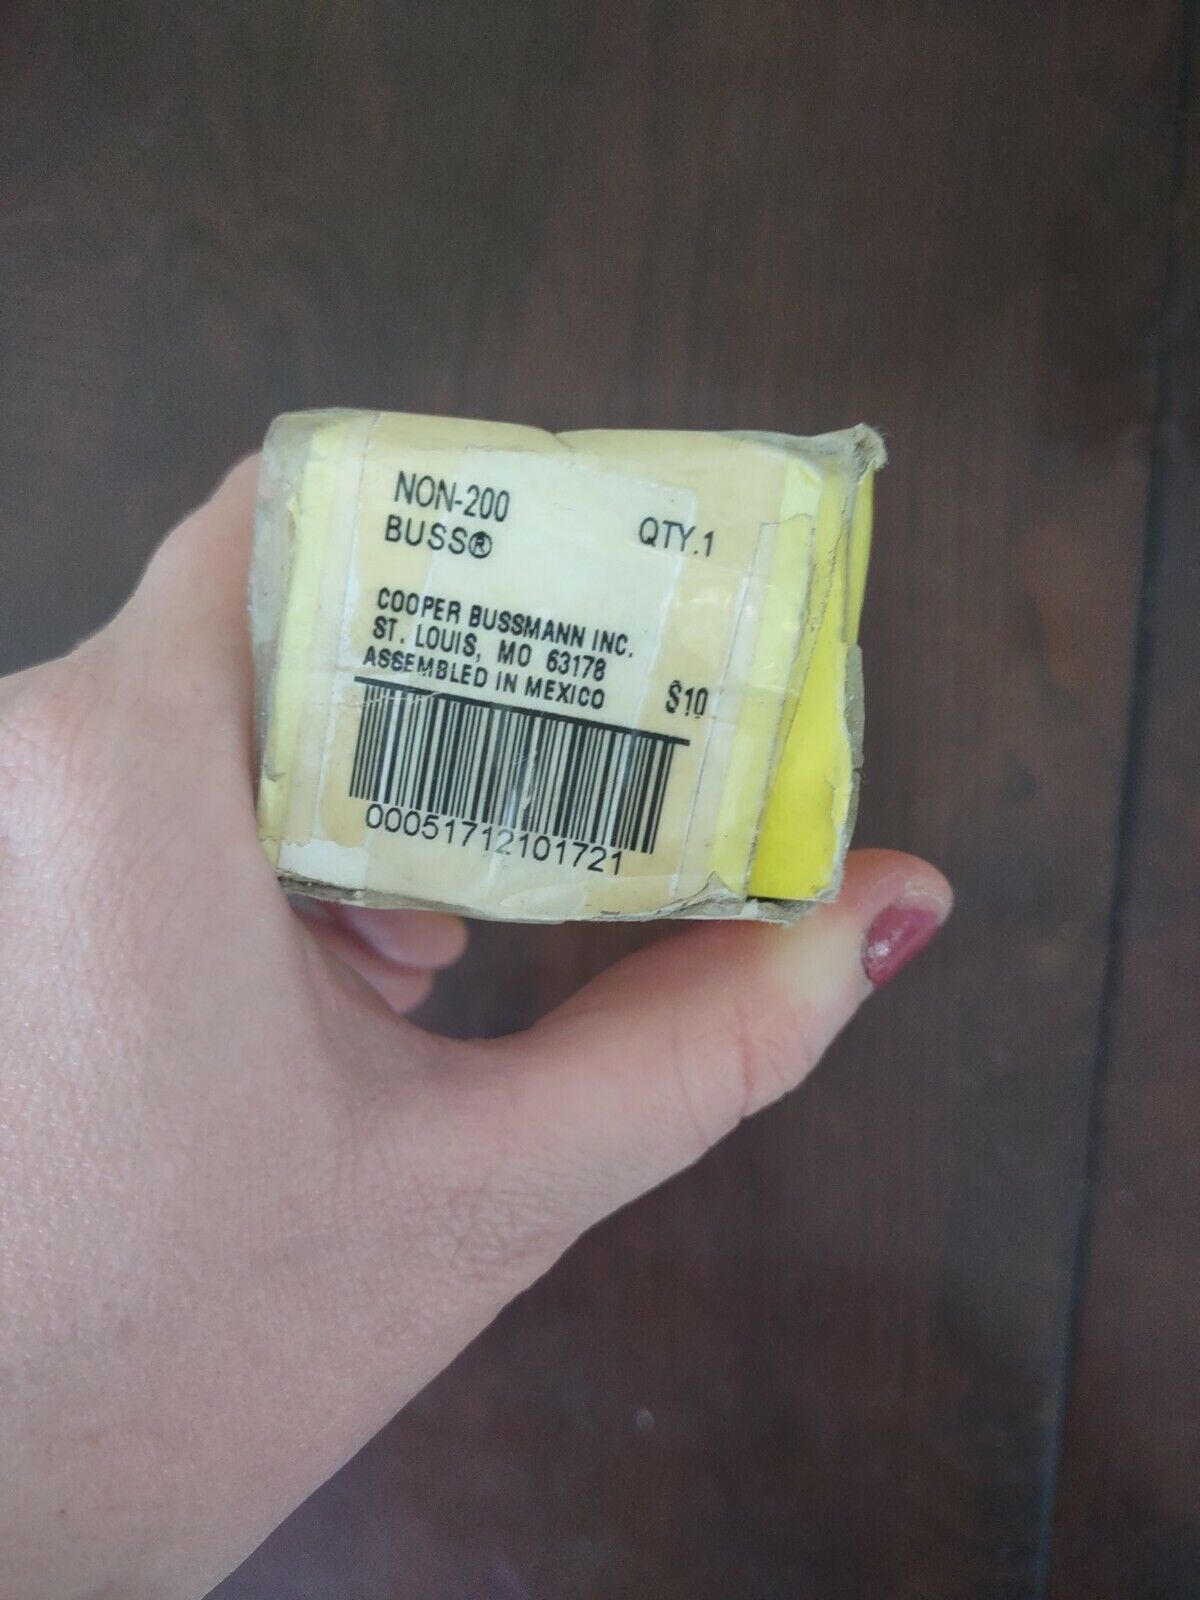 NON-200
BUSS® QTY.1
COOPER BUSSMANN INC.
ST. LOUIS, MO 63178
ASSEMBLED IN MEXICO $10
00051712101721